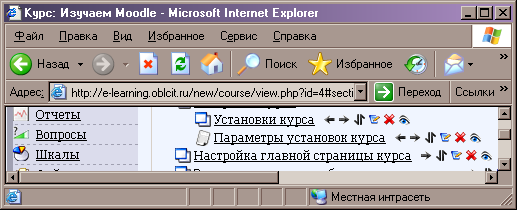 Курс: Изучаем Moodle - Microsoft Internet Explorer
Файл Правка Вид Избранное Сервис Справка
Назад Поиск Избранное
Адрес: http://e-learning.oblcit.ru/new/course/view.php?id=4#secti Переход Ссылки »
Отчеты
Установки курса
Вопросы
Параметры установок курса
Шкалы
Настройка главной страницы курса
Местная интрасеть